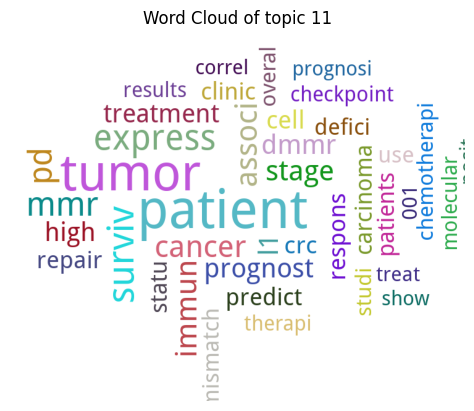 Word Cloud of topic 11
correl
overal
prognosi
results
clinic
checkpoint
treatment
associ
cell
defici
express
dmmr
use
pd
tumor
stage
carcinoma
patients
001
chemotherapi
molecular
mmr
patient
high
surviv
cancer
l1
crc
respons
repair
statu
immun
prognost
studi
treat
predict
show
mismatch
therapi